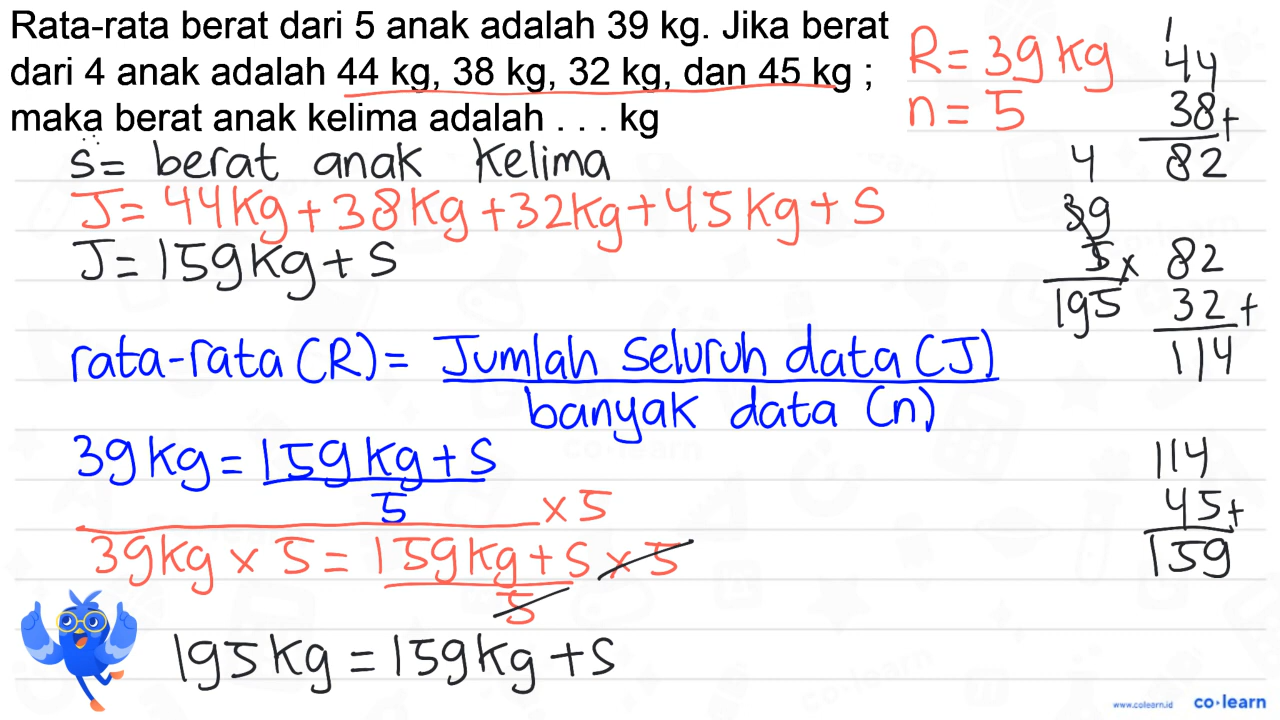 Rata-rata berat dari 5 anak adalah 39 kg. Jika berat
dari 4 anak adalah 44 kg, 38 kg, 32 kg, dan 45 kg ;
maka berat anak kelima adalah . . . kg
R = 39 kg
n = 5
S = berat anak kelima
J = 44 kg + 38 kg + 32 kg + 45 kg + S
J = 159 kg + S
rata-rata (R) = Jumlah seluruh data (J)
banyak data (n)
39 kg = 159 kg + S
5
× 5
39 kg × 5 = 159 kg + S × 5
5
195 kg = 159 kg + S
1
44
38 +
82
4
39
5 ×
195
82
32 +
114
114
45 +
159
www.colearn.id
co·learn